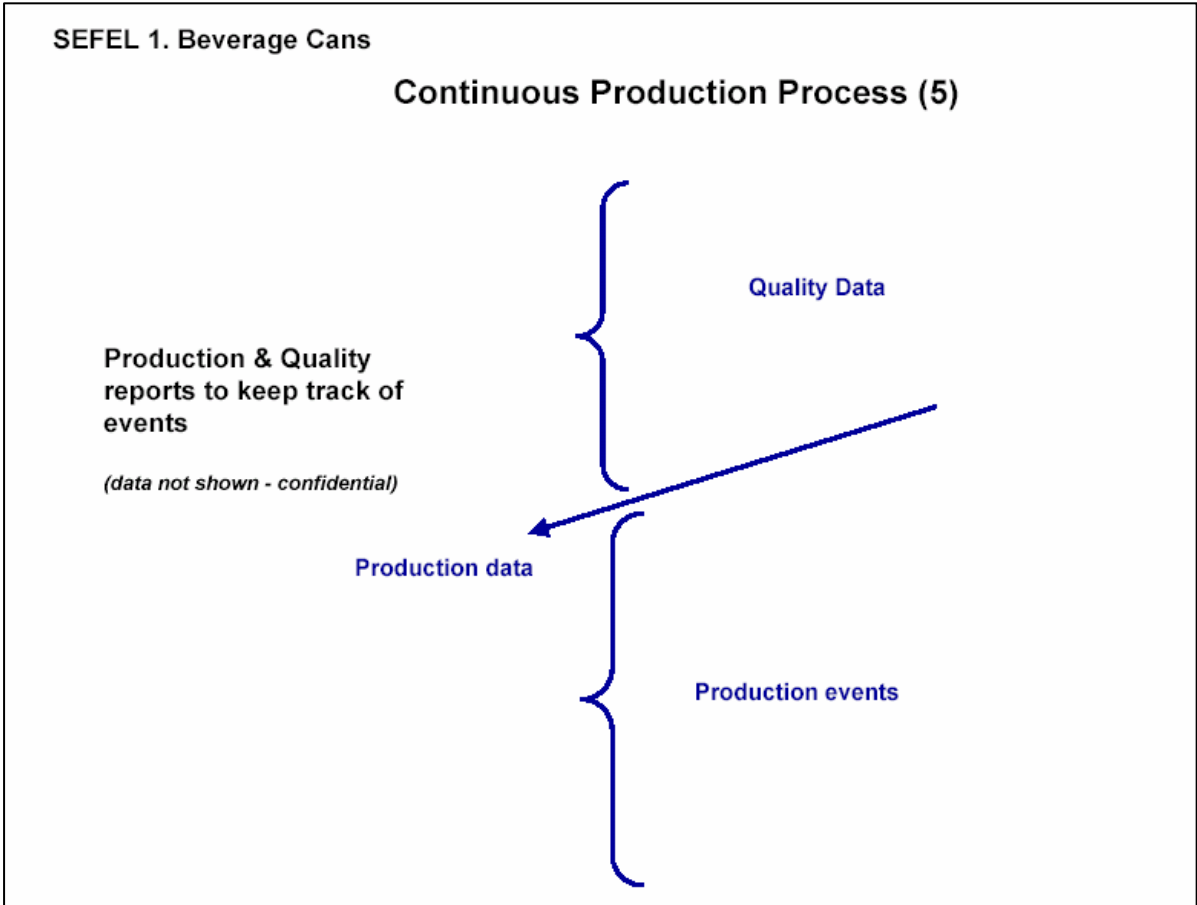 SEFEL 1. Beverage Cans
Continuous Production Process (5)
Quality Data
Production & Quality
reports to keep track of
events
(data not shown - confidential)
Production data
Production events